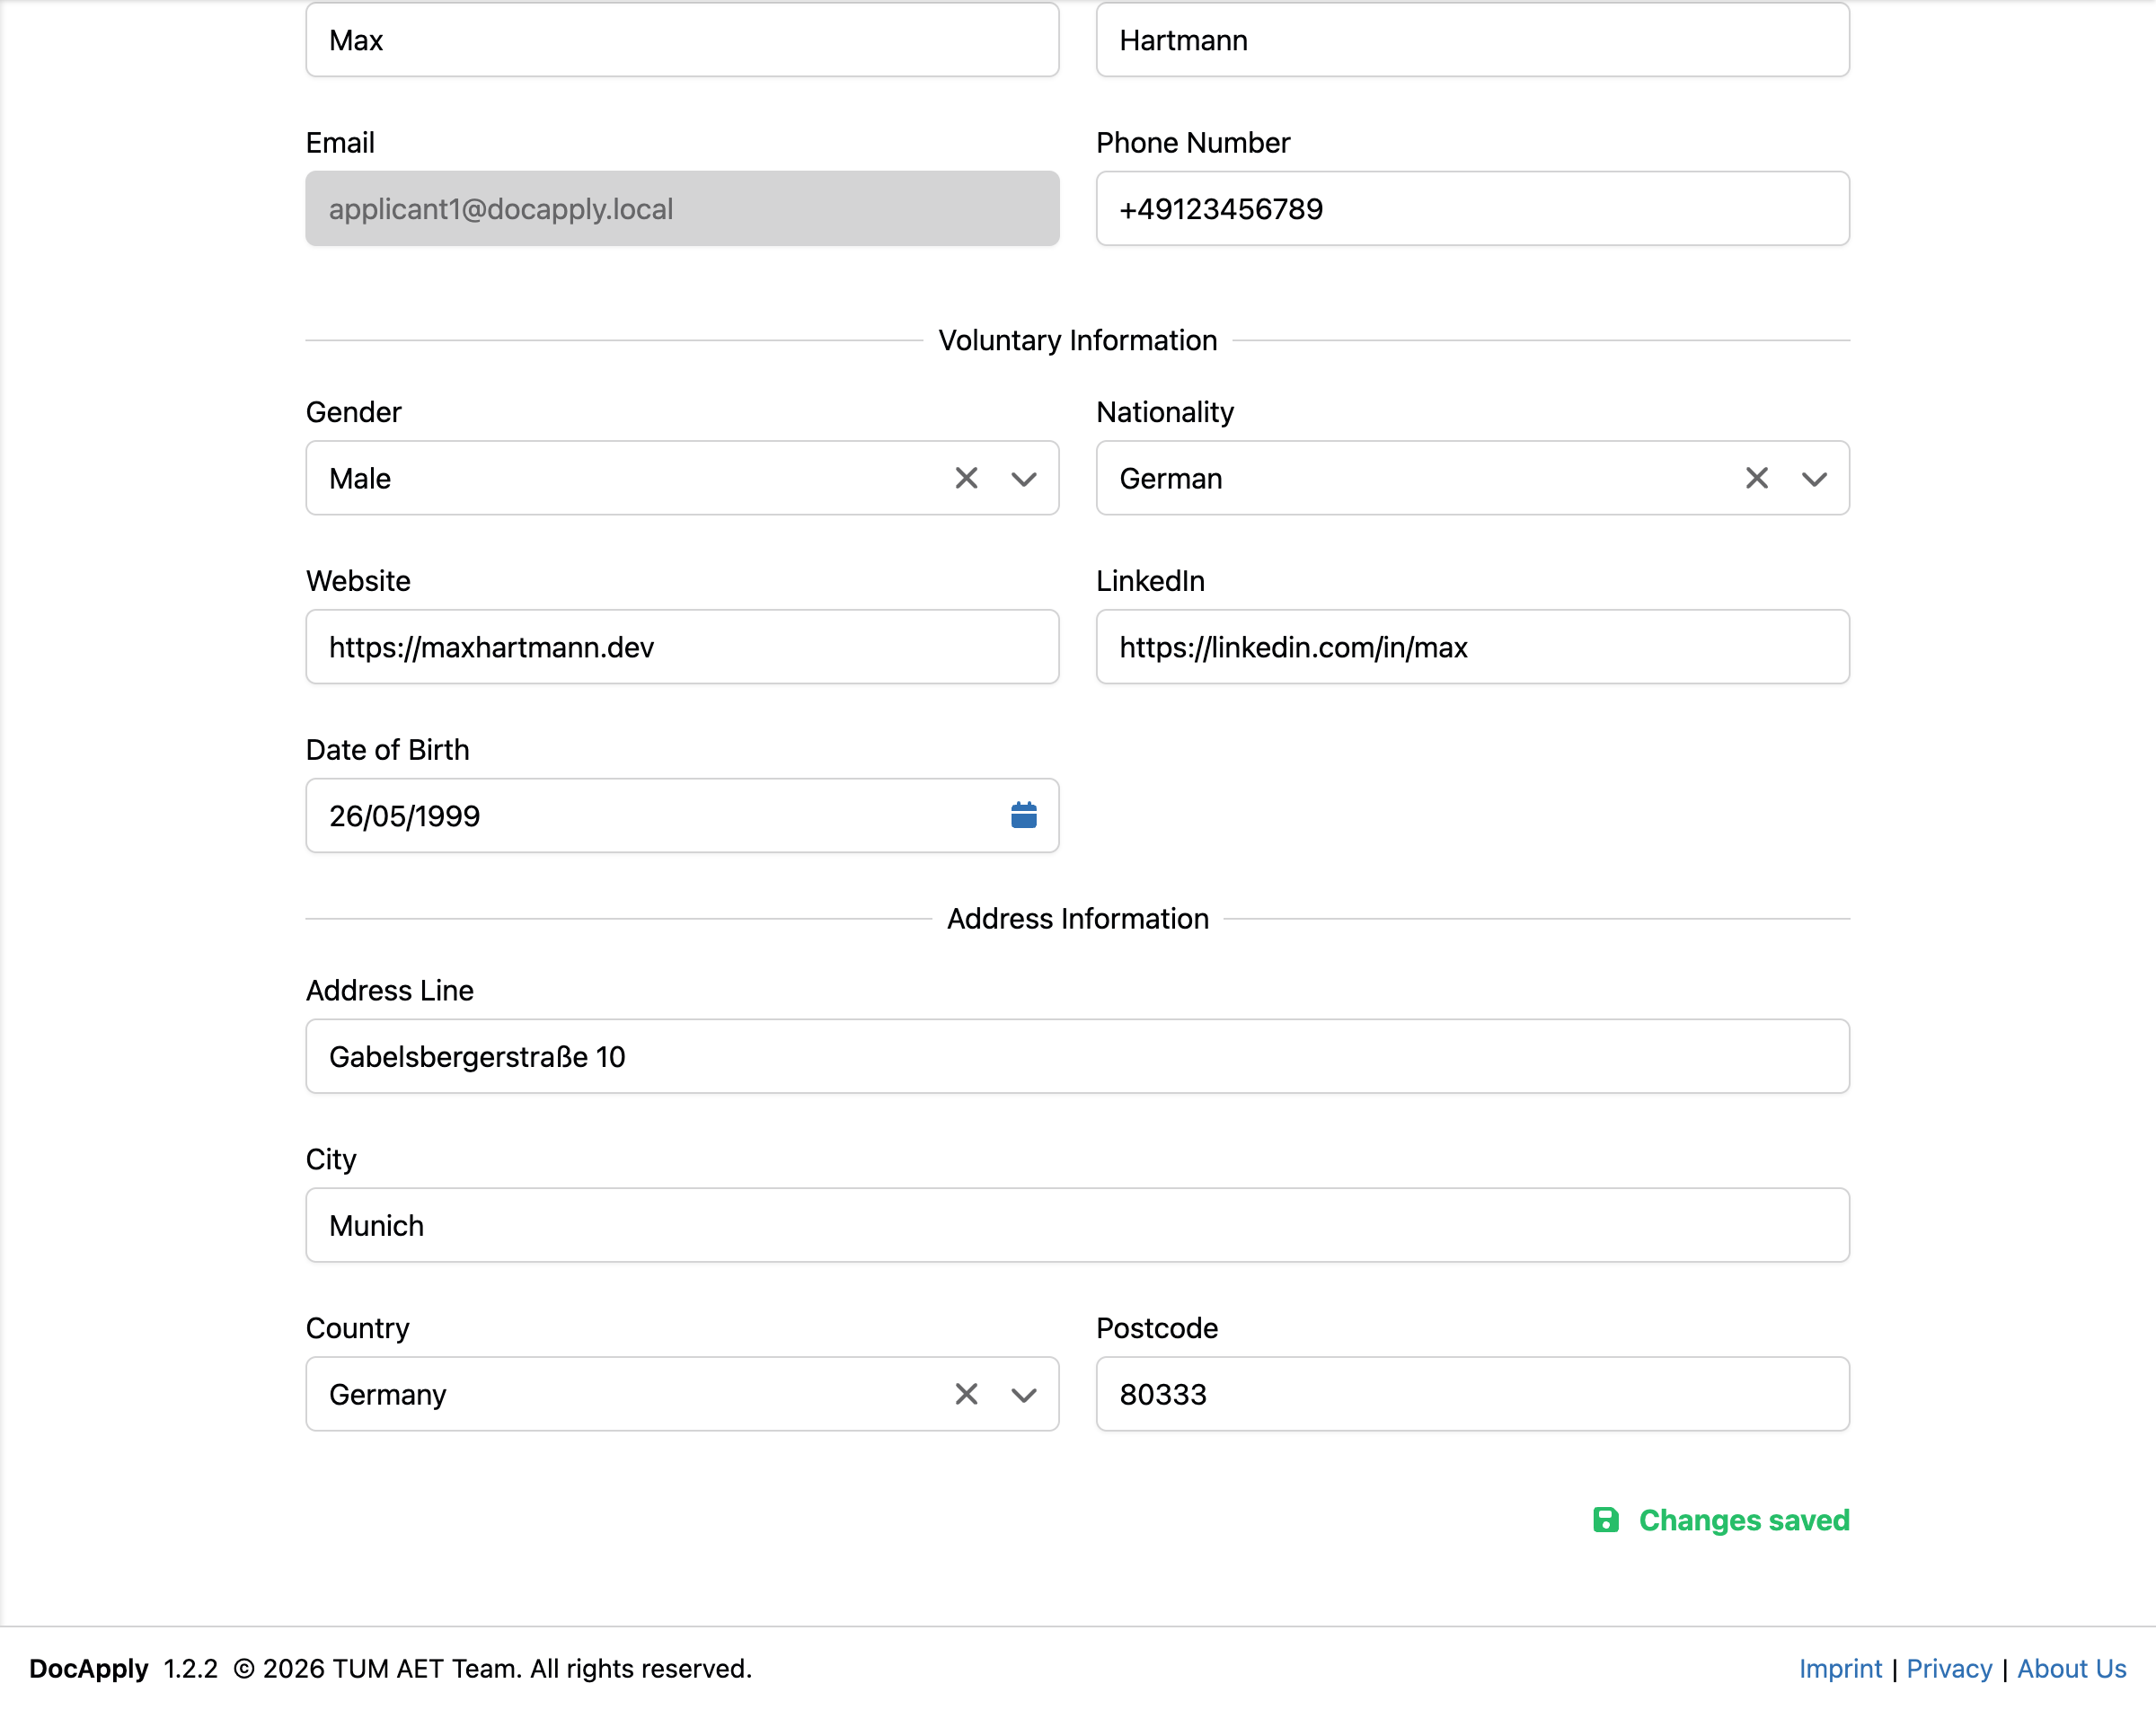 Max
Hartmann
Email
Phone Number
applicant1@docapply.local
+49123456789
Voluntary Information
Gender
Nationality
Male
German
Website
LinkedIn
https://maxhartmann.dev
https://linkedin.com/in/max
Date of Birth
26/05/1999
Address Information
Address Line
Gabelsbergerstraße 10
City
Munich
Country
Postcode
Germany
80333
Changes saved
DocApply 1.2.2 © 2026 TUM AET Team. All rights reserved.
Imprint | Privacy | About Us